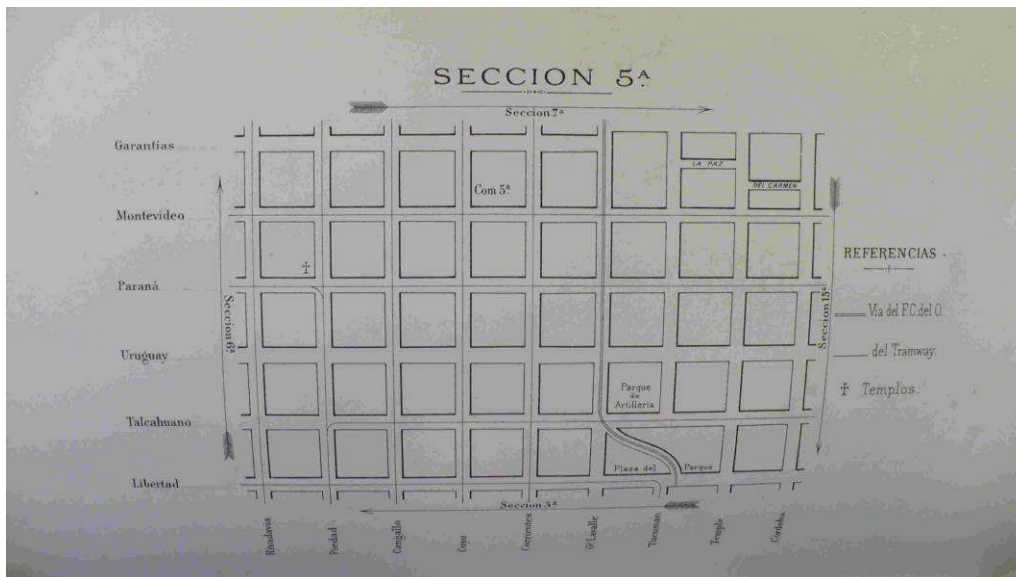 SECCION 5ª
Seccion 7ª
Garantias
LA PAZ
DEL CARMEN
Com 5ª
Montevideo
REFERENCIAS
Paraná
Seccion 6ª
Seccion 15ª
Via del F.C. del O.
Uruguay
del Tramway.
Parque
de
Artilleria
† Templos.
Talcahuano
Plaza del Parque
Libertad
Seccion 3ª
Rivadavia
Piedad
Cangallo
Cuyo
Corrientes
Gl Lavalle
Tucuman
Temple
Córdoba